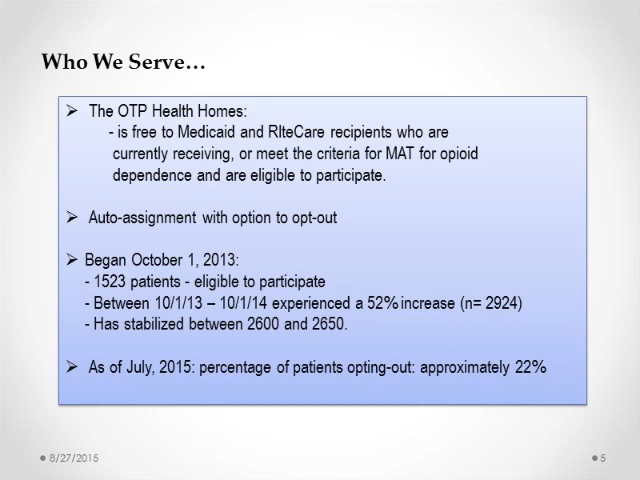 Who We Serve…
The OTP Health Homes:
- is free to Medicaid and RIteCare recipients who are
currently receiving, or meet the criteria for MAT for opioid
dependence and are eligible to participate.
Auto-assignment with option to opt-out
Began October 1, 2013:
- 1523 patients - eligible to participate
- Between 10/1/13 – 10/1/14 experienced a 52% increase (n= 2924)
- Has stabilized between 2600 and 2650.
As of July, 2015: percentage of patients opting-out: approximately 22%
8/27/2015
5